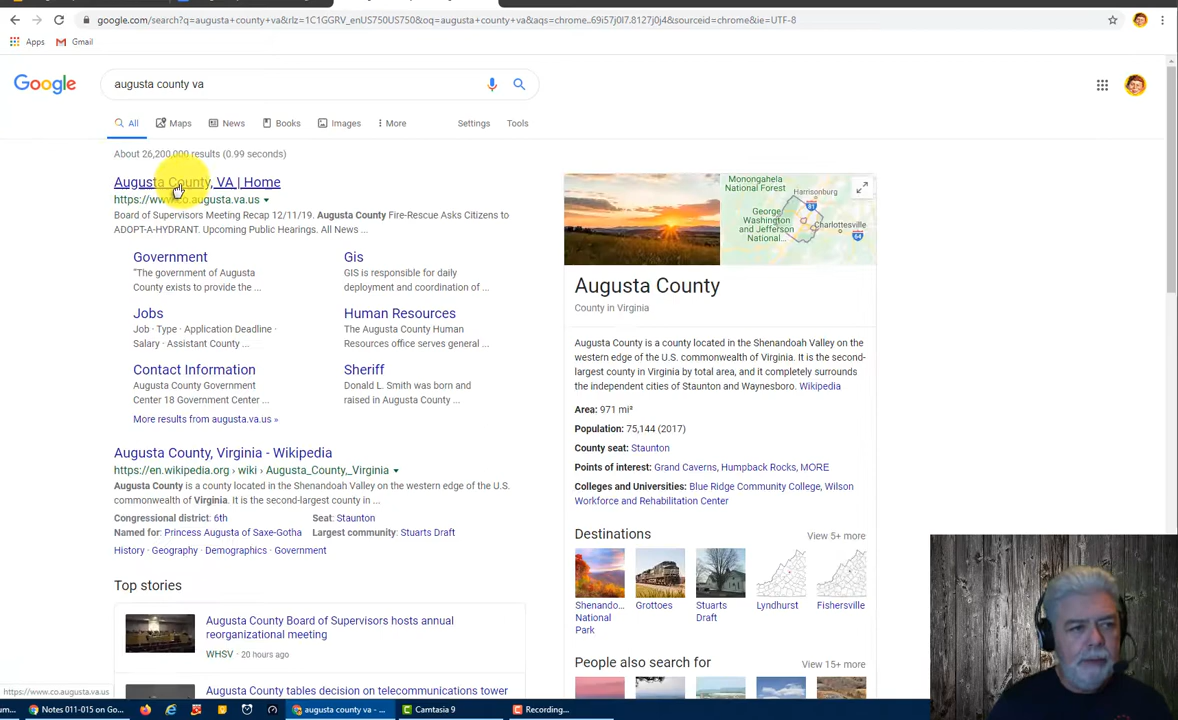 google.com/search?q=augusta+county+va&rlz=1C1GGRV_enUS750US750&oq=augusta+county+va&aqs=chrome..69i57j0l7.8127j0j4&sourceid=chrome&ie=UTF-8
Apps
Gmail
Google
augusta county va
All
Maps
News
Books
Images
More
Settings
Tools
About 26,200,000 results (0.99 seconds)
Augusta County, VA | Home
https://www.co.augusta.va.us
Board of Supervisors Meeting Recap 12/11/19. Augusta County Fire-Rescue Asks Citizens to
ADOPT-A-HYDRANT. Upcoming Public Hearings. All News ...
Government
"The government of Augusta
County exists to provide the ...
Gis
GIS is responsible for daily
deployment and coordination of ...
Jobs
Job · Type · Application Deadline ·
Salary · Assistant County ...
Human Resources
The Augusta County Human
Resources office serves general ...
Contact Information
Augusta County Government
Center 18 Government Center ...
Sheriff
Donald L. Smith was born and
raised in Augusta County ...
More results from augusta.va.us »
Augusta County, Virginia - Wikipedia
https://en.wikipedia.org › wiki › Augusta_County,_Virginia
Augusta County is a county located in the Shenandoah Valley on the western edge of the U.S.
commonwealth of Virginia. It is the second-largest county in ...
Congressional district: 6th
Seat: Staunton
Named for: Princess Augusta of Saxe-Gotha
Largest community: Stuarts Draft
History · Geography · Demographics · Government
Top stories
Augusta County Board of Supervisors hosts annual
reorganizational meeting
WHSV · 20 hours ago
Augusta County tables decision on telecommunications tower
Monongahela
National Forest
Harrisonburg
81
George
Washington
and Jefferson
National...
Charlottesville
64
Augusta County
County in Virginia
Augusta County is a county located in the Shenandoah Valley on the
western edge of the U.S. commonwealth of Virginia. It is the second-
largest county in Virginia by total area, and it completely surrounds
the independent cities of Staunton and Waynesboro. Wikipedia
Area: 971 mi²
Population: 75,144 (2017)
County seat: Staunton
Points of interest: Grand Caverns, Humpback Rocks, MORE
Colleges and Universities: Blue Ridge Community College, Wilson
Workforce and Rehabilitation Center
Destinations
View 5+ more
Shenando...
National
Park
Grottoes
Stuarts
Draft
Lyndhurst
Fishersville
People also search for
View 15+ more
https://www.co.augusta.va.us
um...
Notes 011-015 on Go...
augusta county va - ...
Camtasia 9
Recording...